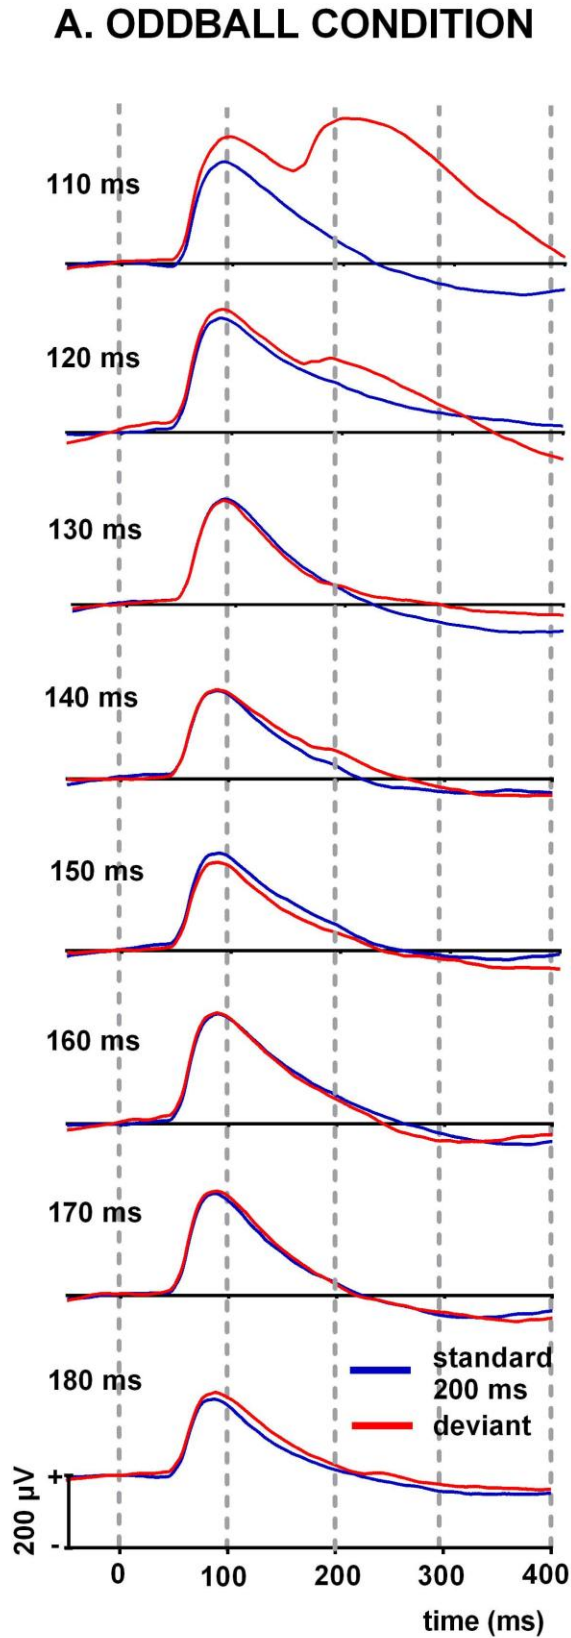 A. ODDBALL CONDITION
110 ms
120 ms
130 ms
140 ms
150 ms
160 ms
170 ms
180 ms
standard
200 ms
deviant
200 µV
+
-
0 100 200 300 400
time (ms)